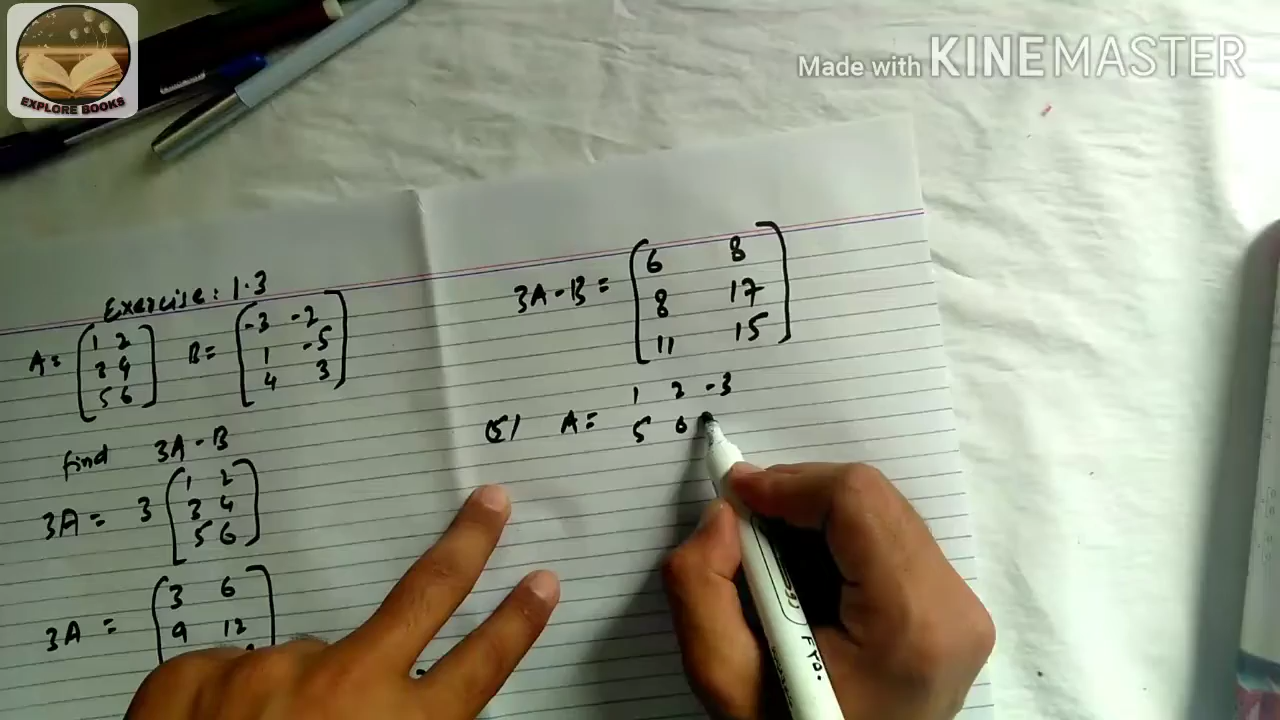 EXPLORE BOOKS
Made with KINEMASTER
Exercise: 1.3
A = [1 2
3 4
5 6]
B = [-3 -2
1 -5
4 3]
find 3A - B
3A = 3 [1 2
3 4
5 6]
3A = [3 6
9 12
3A - B = [6 8
8 17
11 15]
A = 1 2 -3
5 6